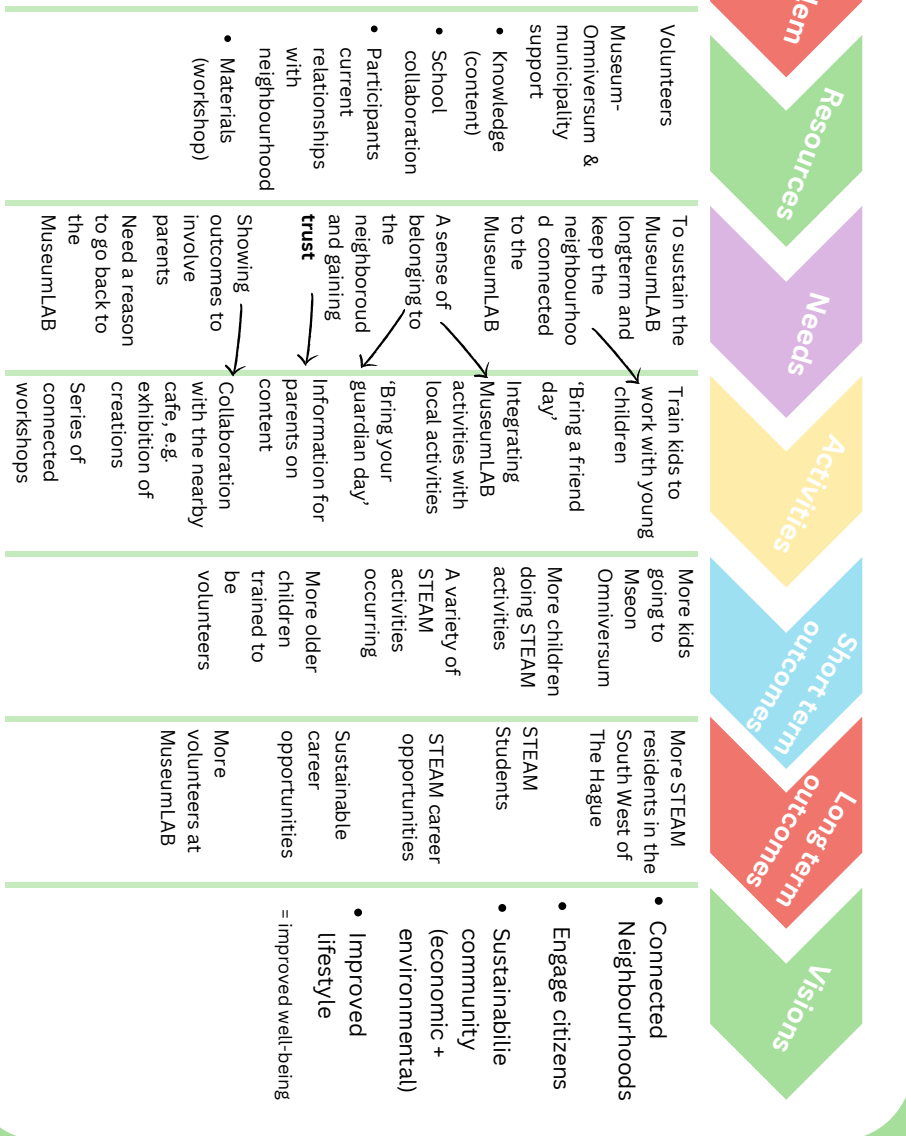 lem
Resources
Needs
Activities
Short term
outcomes
Long term
outcomes
Visions
Volunteers
Museum-
Omniversum &
municipality
support
• Knowledge
(content)
• School
collaboration
• Participants
current
relationships
with
neighbourhood
• Materials
(workshop)
To sustain the
MuseumLAB
longterm and
keep the
neighbourhoo
d connected
to the
MuseumLAB
A sense of
belonging to
the
neighboroud
and gaining
trust
Showing
outcomes to
involve
parents
Need a reason
to go back to
the
MuseumLAB
Train kids to
work with young
children
'Bring a friend
day'
Integrating
MuseumLAB
activities with
local activities
'Bring your
guardian day'
Information for
parents on
content
Collaboration
with the nearby
cafe, e.g.
exhibition of
creations
Series of
connected
workshops
More kids
going to
Mseon
Omniversum
More children
doing STEAM
activities
A variety of
STEAM
activities
occurring
More older
children
trained to
be
volunteers
More STEAM
residents in the
South West of
The Hague
STEAM
Students
STEAM career
opportunities
Sustainable
career
opportunities
More
volunteers at
MuseumLAB
• Connected
Neighbourhoods
• Engage citizens
• Sustainabilie
community
(economic +
environmental)
• Improved
lifestyle
= improved well-being